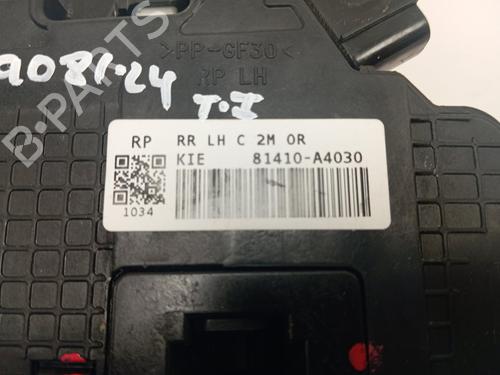 >PP-GF30<
RP LH
9081-24
T-I
RP RR LH C 2M OR
KIE 81410-A4030
1034
B-PARTS